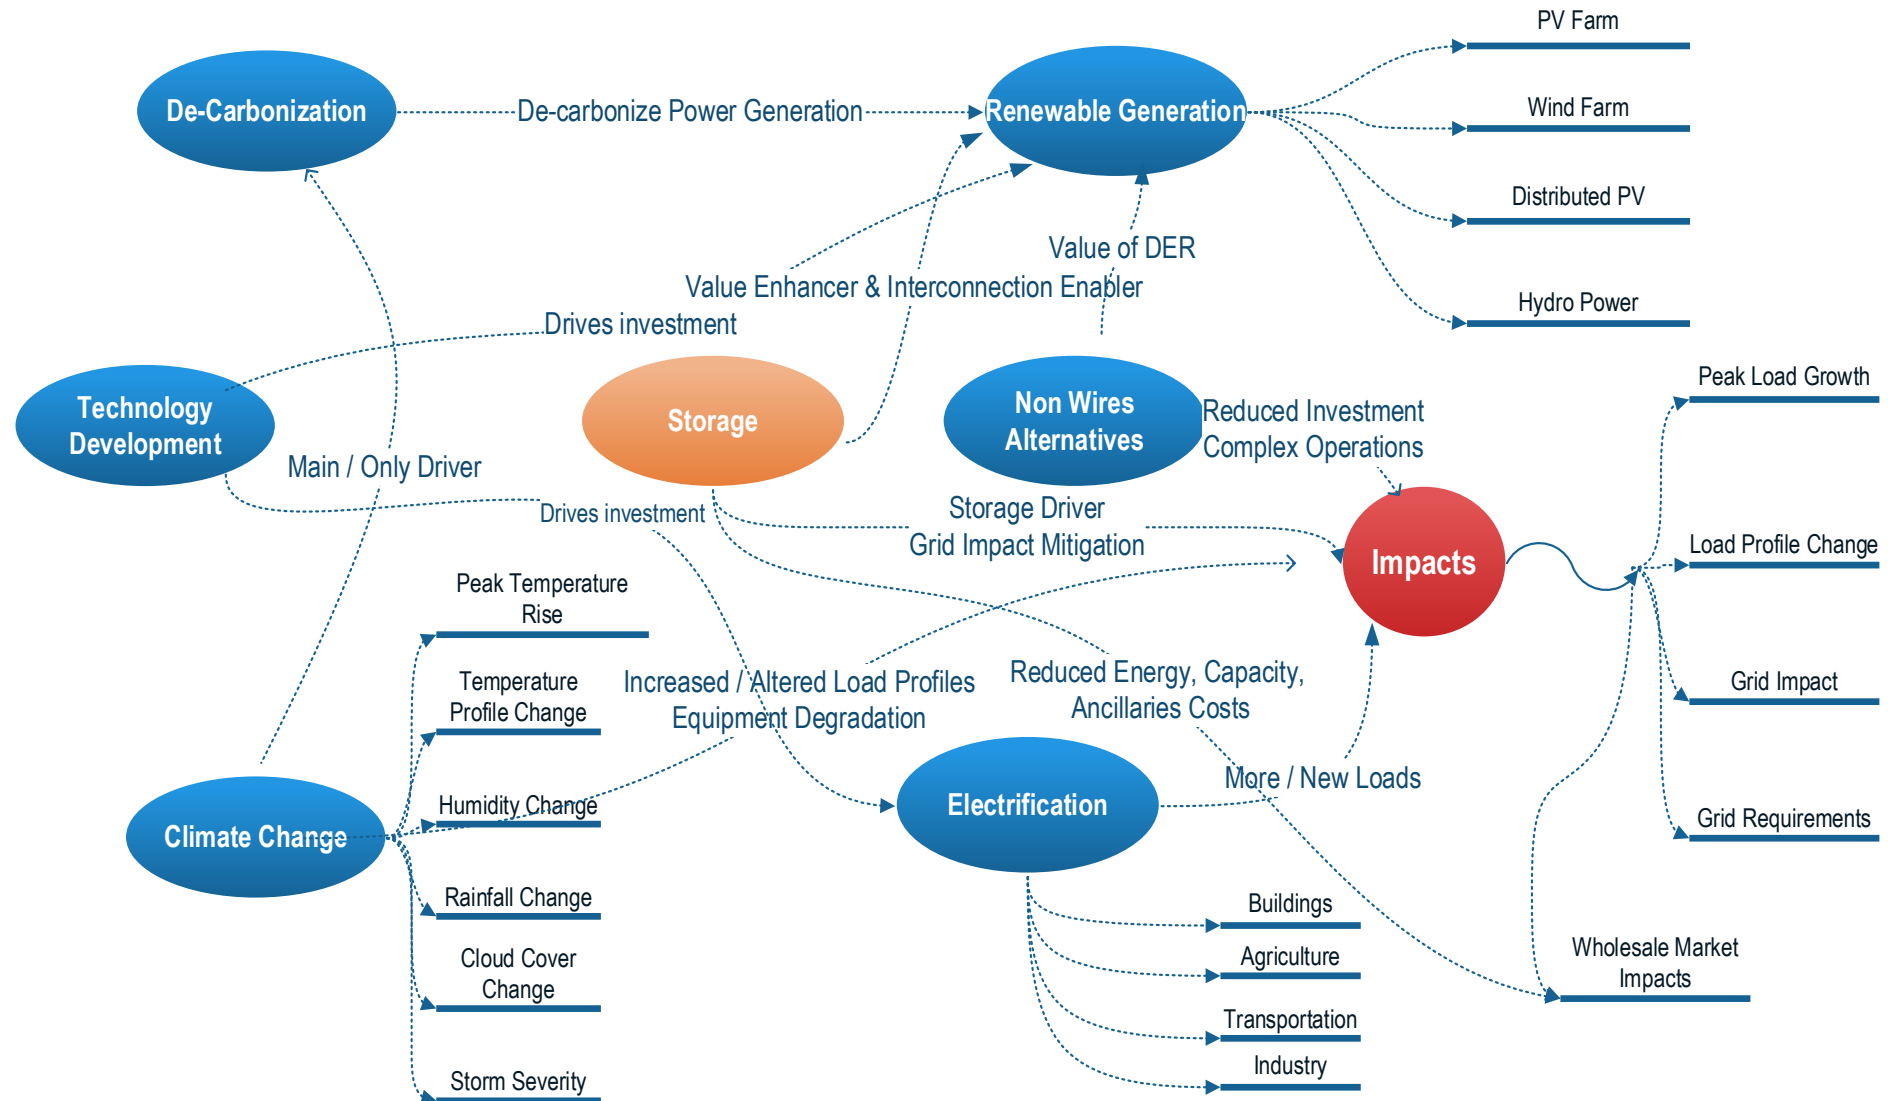 PV Farm
De-Carbonization
De-carbonize Power Generation
Renewable Generation
Wind Farm
Distributed PV
Value of DER
Value Enhancer & Interconnection Enabler
Hydro Power
Drives investment
Peak Load Growth
Technology
Development
Storage
Non Wires
Alternatives
Reduced Investment
Complex Operations
Main / Only Driver
Drives investment
Storage Driver
Grid Impact Mitigation
Impacts
Load Profile Change
Peak Temperature
Rise
Temperature
Profile Change
Increased / Altered Load Profiles
Equipment Degradation
Reduced Energy, Capacity,
Ancillaries Costs
Grid Impact
More / New Loads
Humidity Change
Electrification
Grid Requirements
Climate Change
Rainfall Change
Buildings
Cloud Cover
Change
Agriculture
Wholesale Market
Impacts
Transportation
Storm Severity
Industry